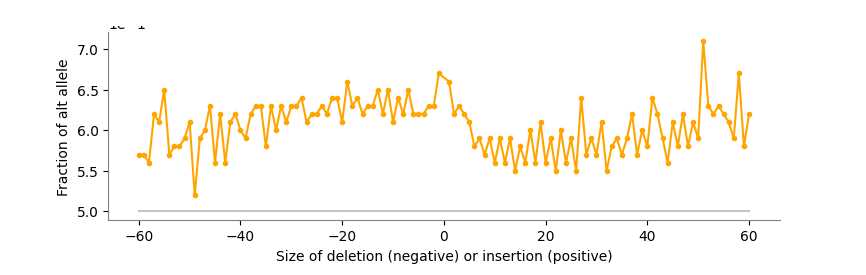 7.0
6.5
6.0
5.5
5.0
Fraction of alt allele
−60 −40 −20 0 20 40 60
Size of deletion (negative) or insertion (positive)